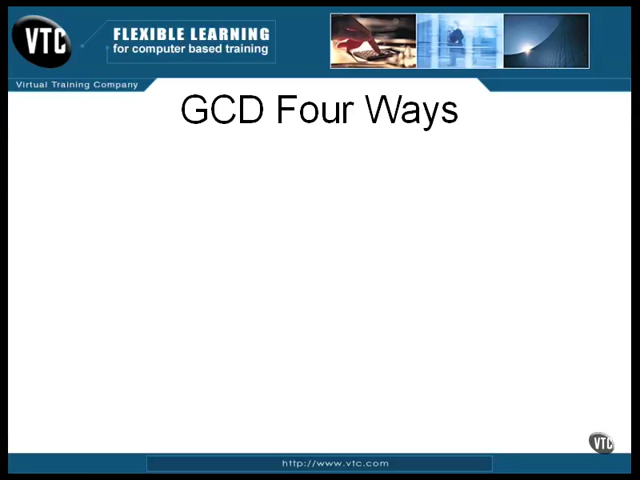 VTC
FLEXIBLE LEARNING
for computer based training
Virtual Training Company
GCD Four Ways
VTC
http://www.vtc.com